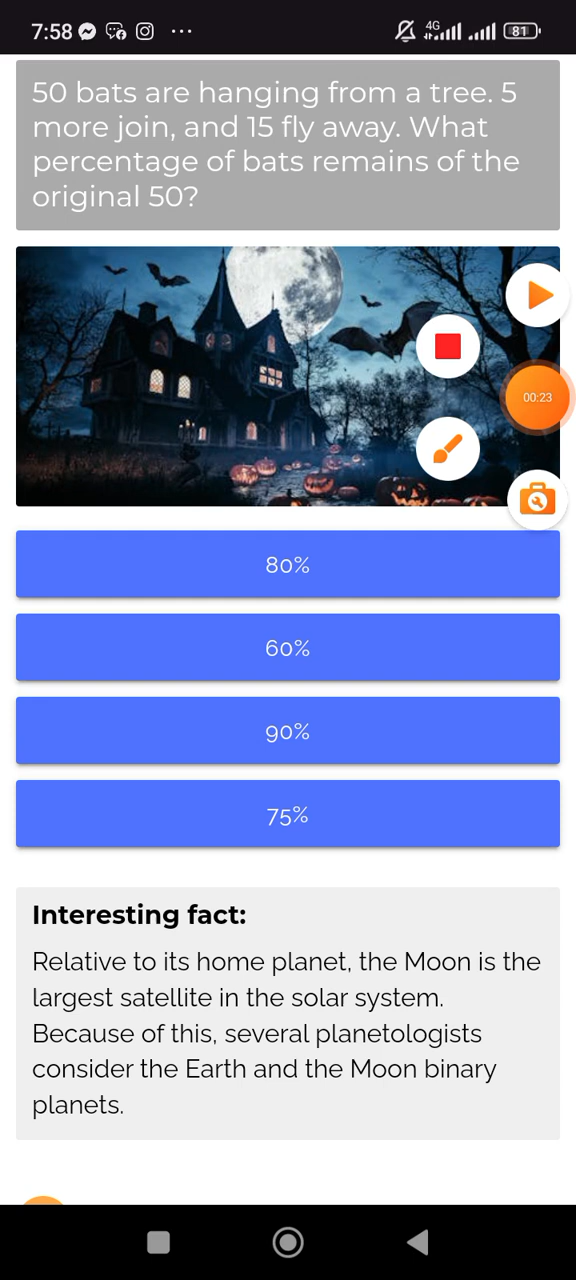 7:58
4G
81
50 bats are hanging from a tree. 5
more join, and 15 fly away. What
percentage of bats remains of the
original 50?
00:23
80%
60%
90%
75%
Interesting fact:
Relative to its home planet, the Moon is the
largest satellite in the solar system.
Because of this, several planetologists
consider the Earth and the Moon binary
planets.